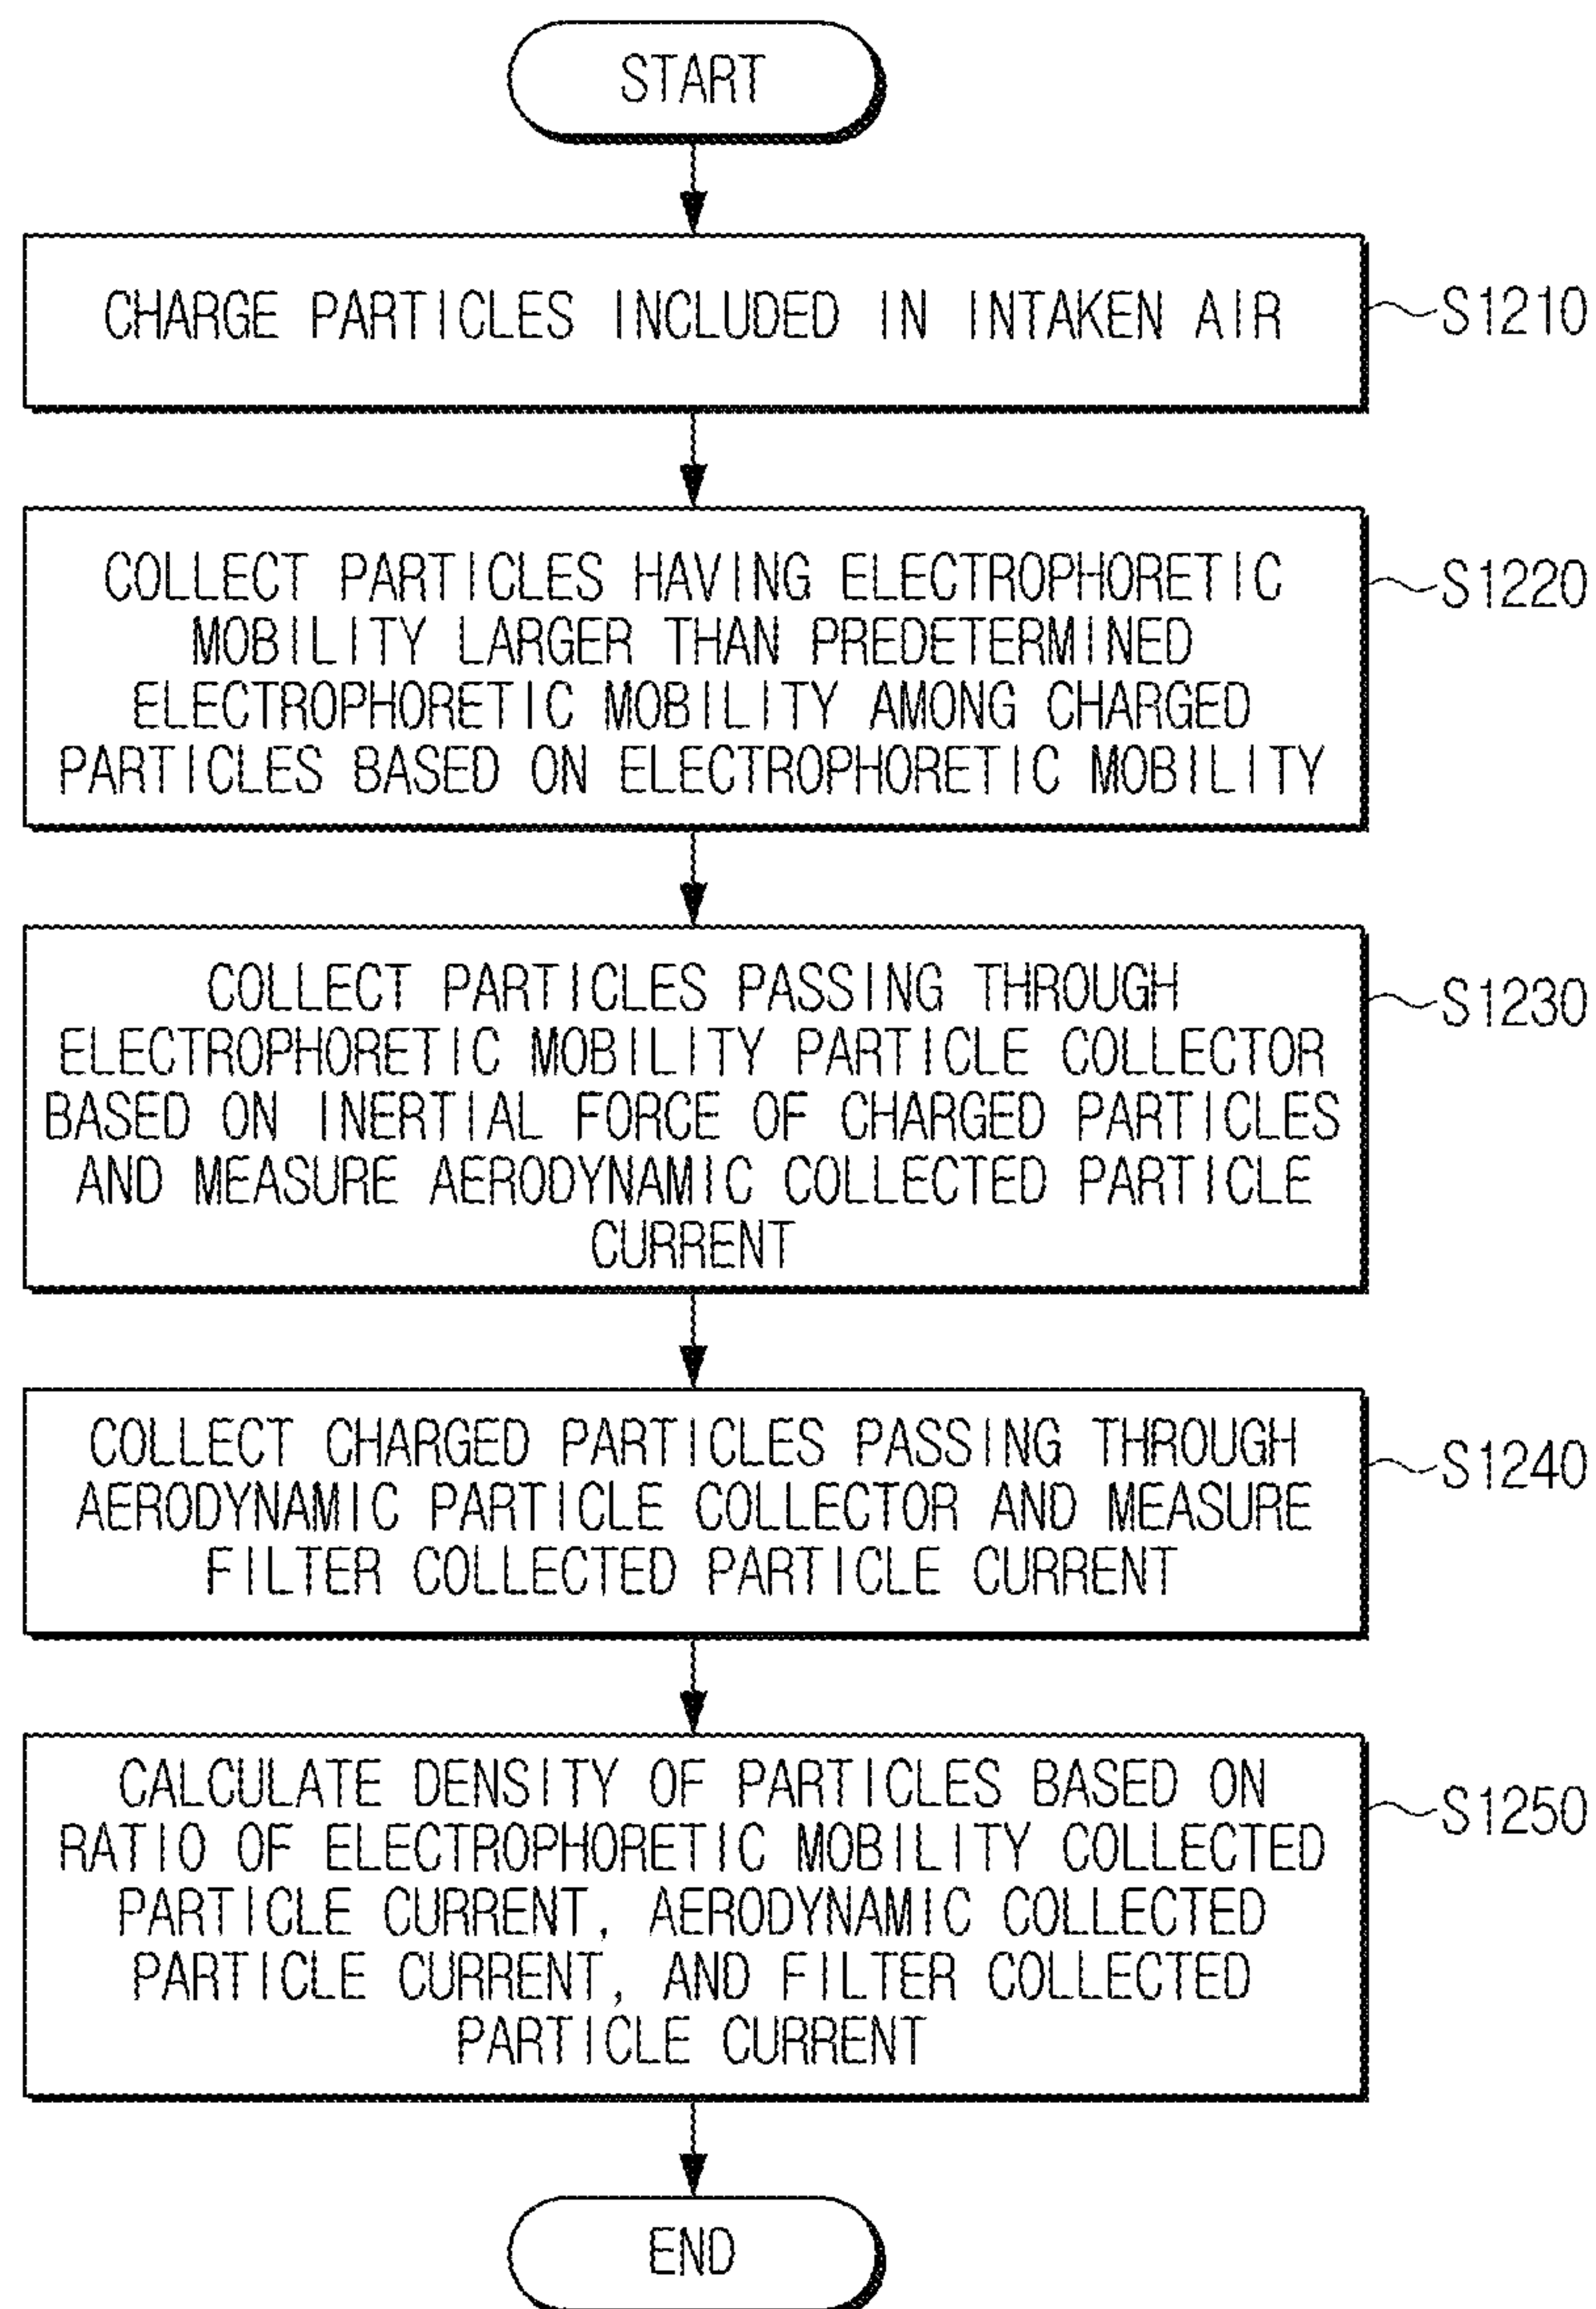 START
CHARGE PARTICLES INCLUDED IN INTAKEN AIR
S1210
COLLECT PARTICLES HAVING ELECTROPHORETIC
MOBILITY LARGER THAN PREDETERMINED
ELECTROPHORETIC MOBILITY AMONG CHARGED
PARTICLES BASED ON ELECTROPHORETIC MOBILITY
S1220
COLLECT PARTICLES PASSING THROUGH
ELECTROPHORETIC MOBILITY PARTICLE COLLECTOR
BASED ON INERTIAL FORCE OF CHARGED PARTICLES
AND MEASURE AERODYNAMIC COLLECTED PARTICLE
CURRENT
S1230
COLLECT CHARGED PARTICLES PASSING THROUGH
AERODYNAMIC PARTICLE COLLECTOR AND MEASURE
FILTER COLLECTED PARTICLE CURRENT
S1240
CALCULATE DENSITY OF PARTICLES BASED ON
RATIO OF ELECTROPHORETIC MOBILITY COLLECTED
PARTICLE CURRENT, AERODYNAMIC COLLECTED
PARTICLE CURRENT, AND FILTER COLLECTED
PARTICLE CURRENT
S1250
END